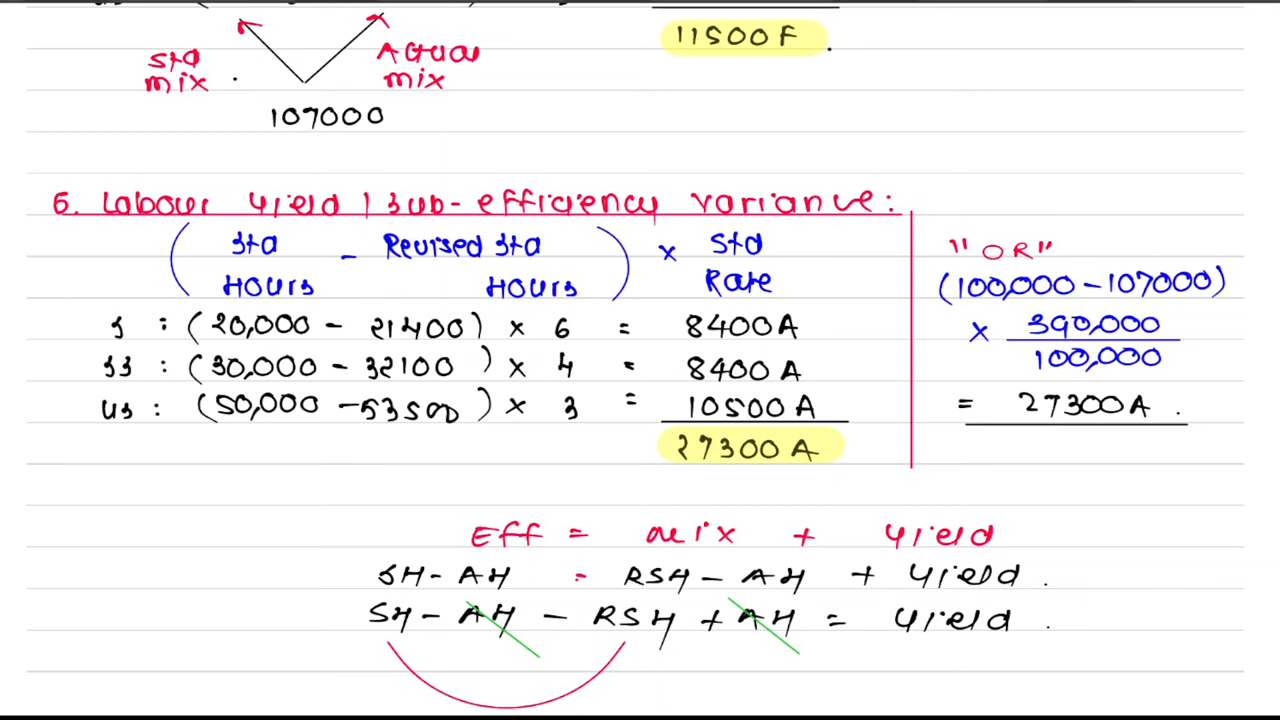 11500 F
Std Actual
mix mix
107000
6. Labour Yield / Sub-efficiency variance:
(Std Hours - Revised Std Hours) × Std Rate
S : (20,000 - 21400) × 6 = 8400 A
SS : (30,000 - 32100) × 4 = 8400 A
US : (50,000 - 53500) × 3 = 10500 A
27300 A
"OR"
(100,000 - 107000)
× 390,000
100,000
= 27300 A.
Eff = mix + Yield
SH - AH = RSH - AH + Yield.
SH - AH - RSH + AH = Yield.